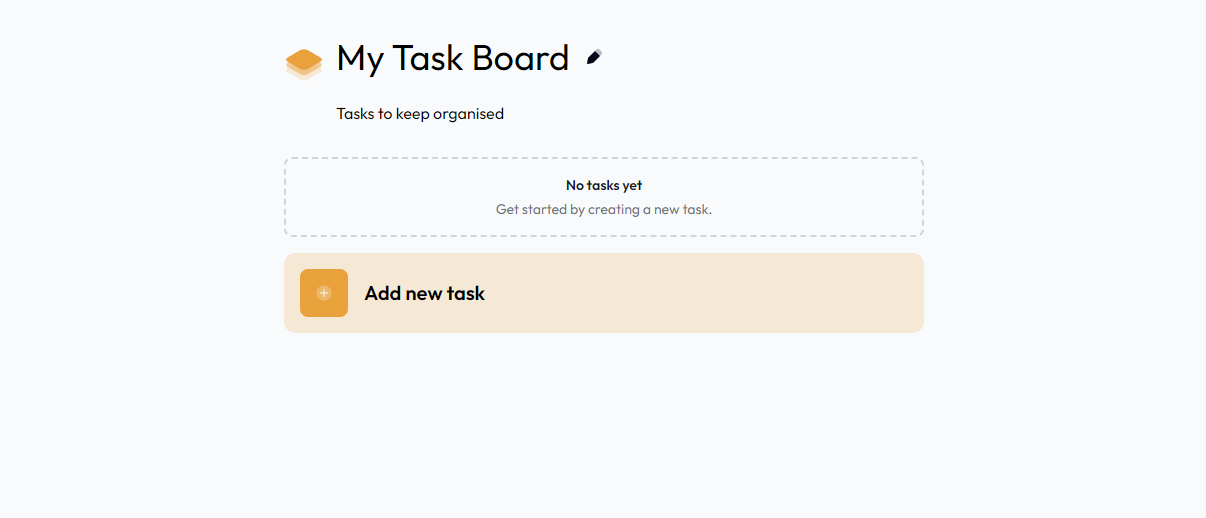 My Task Board
Tasks to keep organised
No tasks yet
Get started by creating a new task.
Add new task